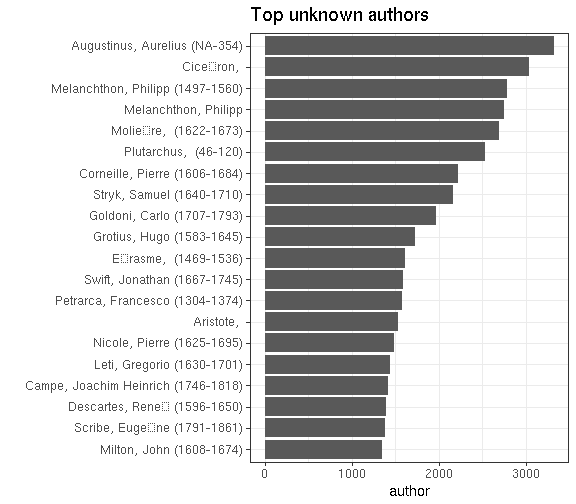 Top unknown authors
Augustinus, Aurelius (NA-354)
Cice▯ron,
Melanchthon, Philipp (1497-1560)
Melanchthon, Philipp
Molie▯re, (1622-1673)
Plutarchus, (46-120)
Corneille, Pierre (1606-1684)
Stryk, Samuel (1640-1710)
Goldoni, Carlo (1707-1793)
Grotius, Hugo (1583-1645)
E▯rasme, (1469-1536)
Swift, Jonathan (1667-1745)
Petrarca, Francesco (1304-1374)
Aristote,
Nicole, Pierre (1625-1695)
Leti, Gregorio (1630-1701)
Campe, Joachim Heinrich (1746-1818)
Descartes, Rene▯ (1596-1650)
Scribe, Euge▯ne (1791-1861)
Milton, John (1608-1674)
0 1000 2000 3000
author